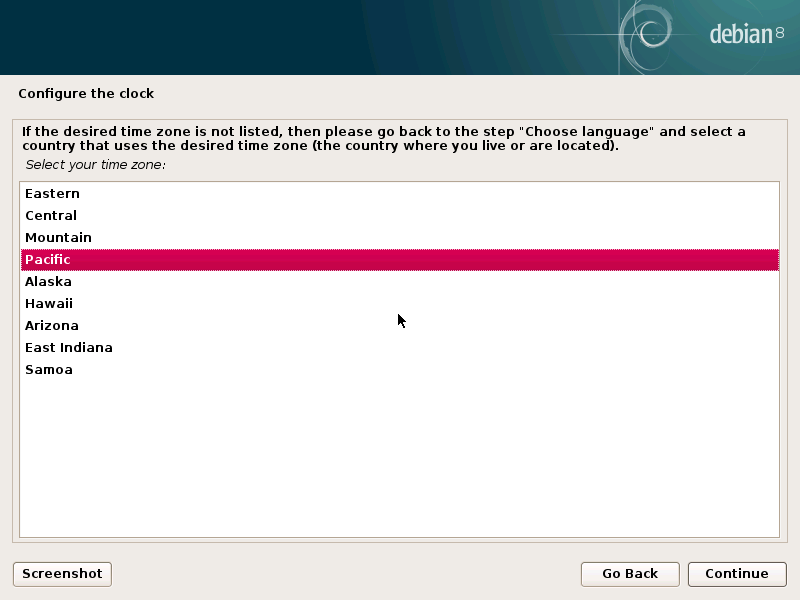 debian 8
Configure the clock
If the desired time zone is not listed, then please go back to the step "Choose language" and select a
country that uses the desired time zone (the country where you live or are located).
Select your time zone:
Eastern
Central
Mountain
Pacific
Alaska
Hawaii
Arizona
East Indiana
Samoa
Screenshot
Go Back
Continue